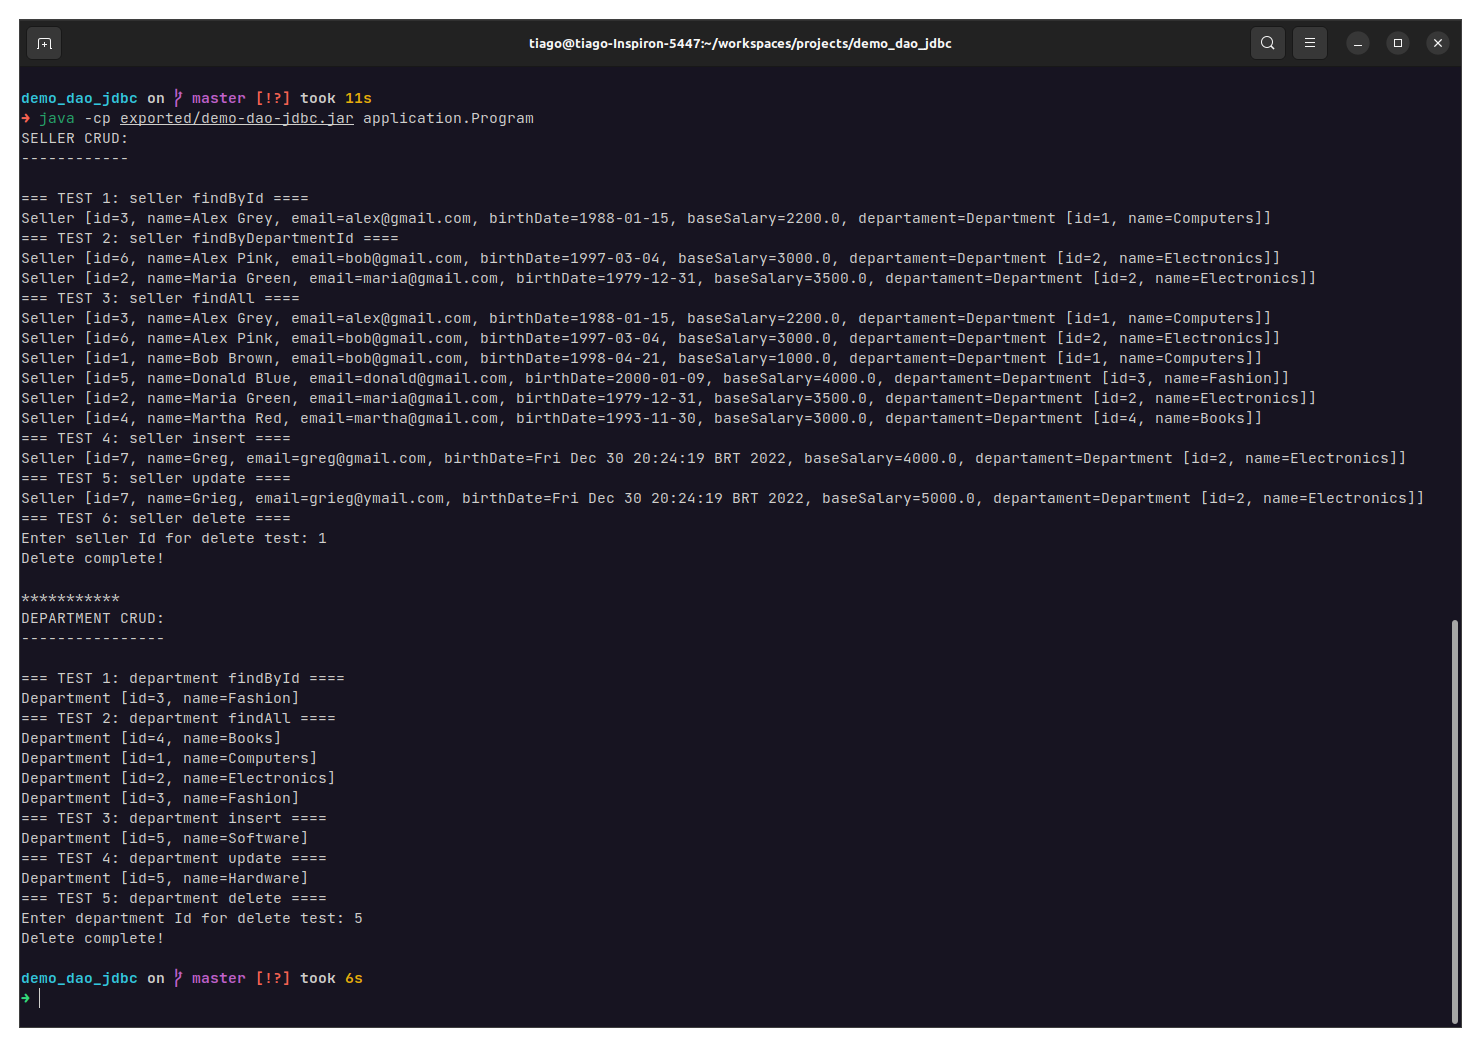 tiago@tiago-Inspiron-5447:~/workspaces/projects/demo_dao_jdbc
demo_dao_jdbc on master [!?] took 11s
→ java -cp exported/demo-dao-jdbc.jar application.Program
SELLER CRUD:
------------
=== TEST 1: seller findById ====
Seller [id=3, name=Alex Grey, email=alex@gmail.com, birthDate=1988-01-15, baseSalary=2200.0, departament=Department [id=1, name=Computers]]
=== TEST 2: seller findByDepartmentId ====
Seller [id=6, name=Alex Pink, email=bob@gmail.com, birthDate=1997-03-04, baseSalary=3000.0, departament=Department [id=2, name=Electronics]]
Seller [id=2, name=Maria Green, email=maria@gmail.com, birthDate=1979-12-31, baseSalary=3500.0, departament=Department [id=2, name=Electronics]]
=== TEST 3: seller findAll ====
Seller [id=3, name=Alex Grey, email=alex@gmail.com, birthDate=1988-01-15, baseSalary=2200.0, departament=Department [id=1, name=Computers]]
Seller [id=6, name=Alex Pink, email=bob@gmail.com, birthDate=1997-03-04, baseSalary=3000.0, departament=Department [id=2, name=Electronics]]
Seller [id=1, name=Bob Brown, email=bob@gmail.com, birthDate=1998-04-21, baseSalary=1000.0, departament=Department [id=1, name=Computers]]
Seller [id=5, name=Donald Blue, email=donald@gmail.com, birthDate=2000-01-09, baseSalary=4000.0, departament=Department [id=3, name=Fashion]]
Seller [id=2, name=Maria Green, email=maria@gmail.com, birthDate=1979-12-31, baseSalary=3500.0, departament=Department [id=2, name=Electronics]]
Seller [id=4, name=Martha Red, email=martha@gmail.com, birthDate=1993-11-30, baseSalary=3000.0, departament=Department [id=4, name=Books]]
=== TEST 4: seller insert ====
Seller [id=7, name=Greg, email=greg@gmail.com, birthDate=Fri Dec 30 20:24:19 BRT 2022, baseSalary=4000.0, departament=Department [id=2, name=Electronics]]
=== TEST 5: seller update ====
Seller [id=7, name=Grieg, email=grieg@ymail.com, birthDate=Fri Dec 30 20:24:19 BRT 2022, baseSalary=5000.0, departament=Department [id=2, name=Electronics]]
=== TEST 6: seller delete ====
Enter seller Id for delete test: 1
Delete complete!
***********
DEPARTMENT CRUD:
----------------
=== TEST 1: department findById ====
Department [id=3, name=Fashion]
=== TEST 2: department findAll ====
Department [id=4, name=Books]
Department [id=1, name=Computers]
Department [id=2, name=Electronics]
Department [id=3, name=Fashion]
=== TEST 3: department insert ====
Department [id=5, name=Software]
=== TEST 4: department update ====
Department [id=5, name=Hardware]
=== TEST 5: department delete ====
Enter department Id for delete test: 5
Delete complete!
demo_dao_jdbc on master [!?] took 6s
→